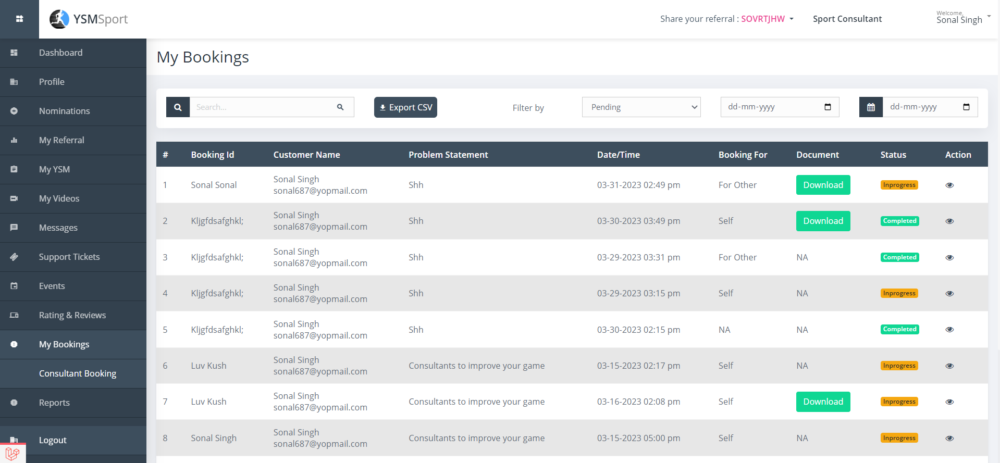 YSMSport
Share your referral : SOVRTJHW
Sport Consultant
Welcome,
Sonal Singh
Dashboard
Profile
Nominations
My Referral
My YSM
My Videos
Messages
Support Tickets
Events
Rating & Reviews
My Bookings
Consultant Booking
Reports
Logout
My Bookings
Search...
Export CSV
Filter by
Pending
dd-mm-yyyy
dd-mm-yyyy
# Booking Id Customer Name Problem Statement Date/Time Booking For Document Status Action
1 Sonal Sonal Sonal Singh Shh 03-31-2023 02:49 pm For Other Download Inprogress
sonal687@yopmail.com
2 Kljgfdsafghkl; Sonal Singh Shh 03-30-2023 03:49 pm Self Download Completed
sonal687@yopmail.com
3 Kljgfdsafghkl; Sonal Singh Shh 03-29-2023 03:31 pm For Other NA Completed
sonal687@yopmail.com
4 Kljgfdsafghkl; Sonal Singh Shh 03-29-2023 03:15 pm Self NA Inprogress
sonal687@yopmail.com
5 Kljgfdsafghkl; Sonal Singh Shh 03-30-2023 02:15 pm NA NA Completed
sonal687@yopmail.com
6 Luv Kush Sonal Singh Consultants to improve your game 03-15-2023 02:17 pm Self NA Inprogress
sonal687@yopmail.com
7 Luv Kush Sonal Singh Consultants to improve your game 03-16-2023 02:08 pm Self Download Inprogress
sonal687@yopmail.com
8 Sonal Singh Sonal Singh Consultants to improve your game 03-15-2023 05:00 pm Self NA Inprogress
sonal687@yopmail.com